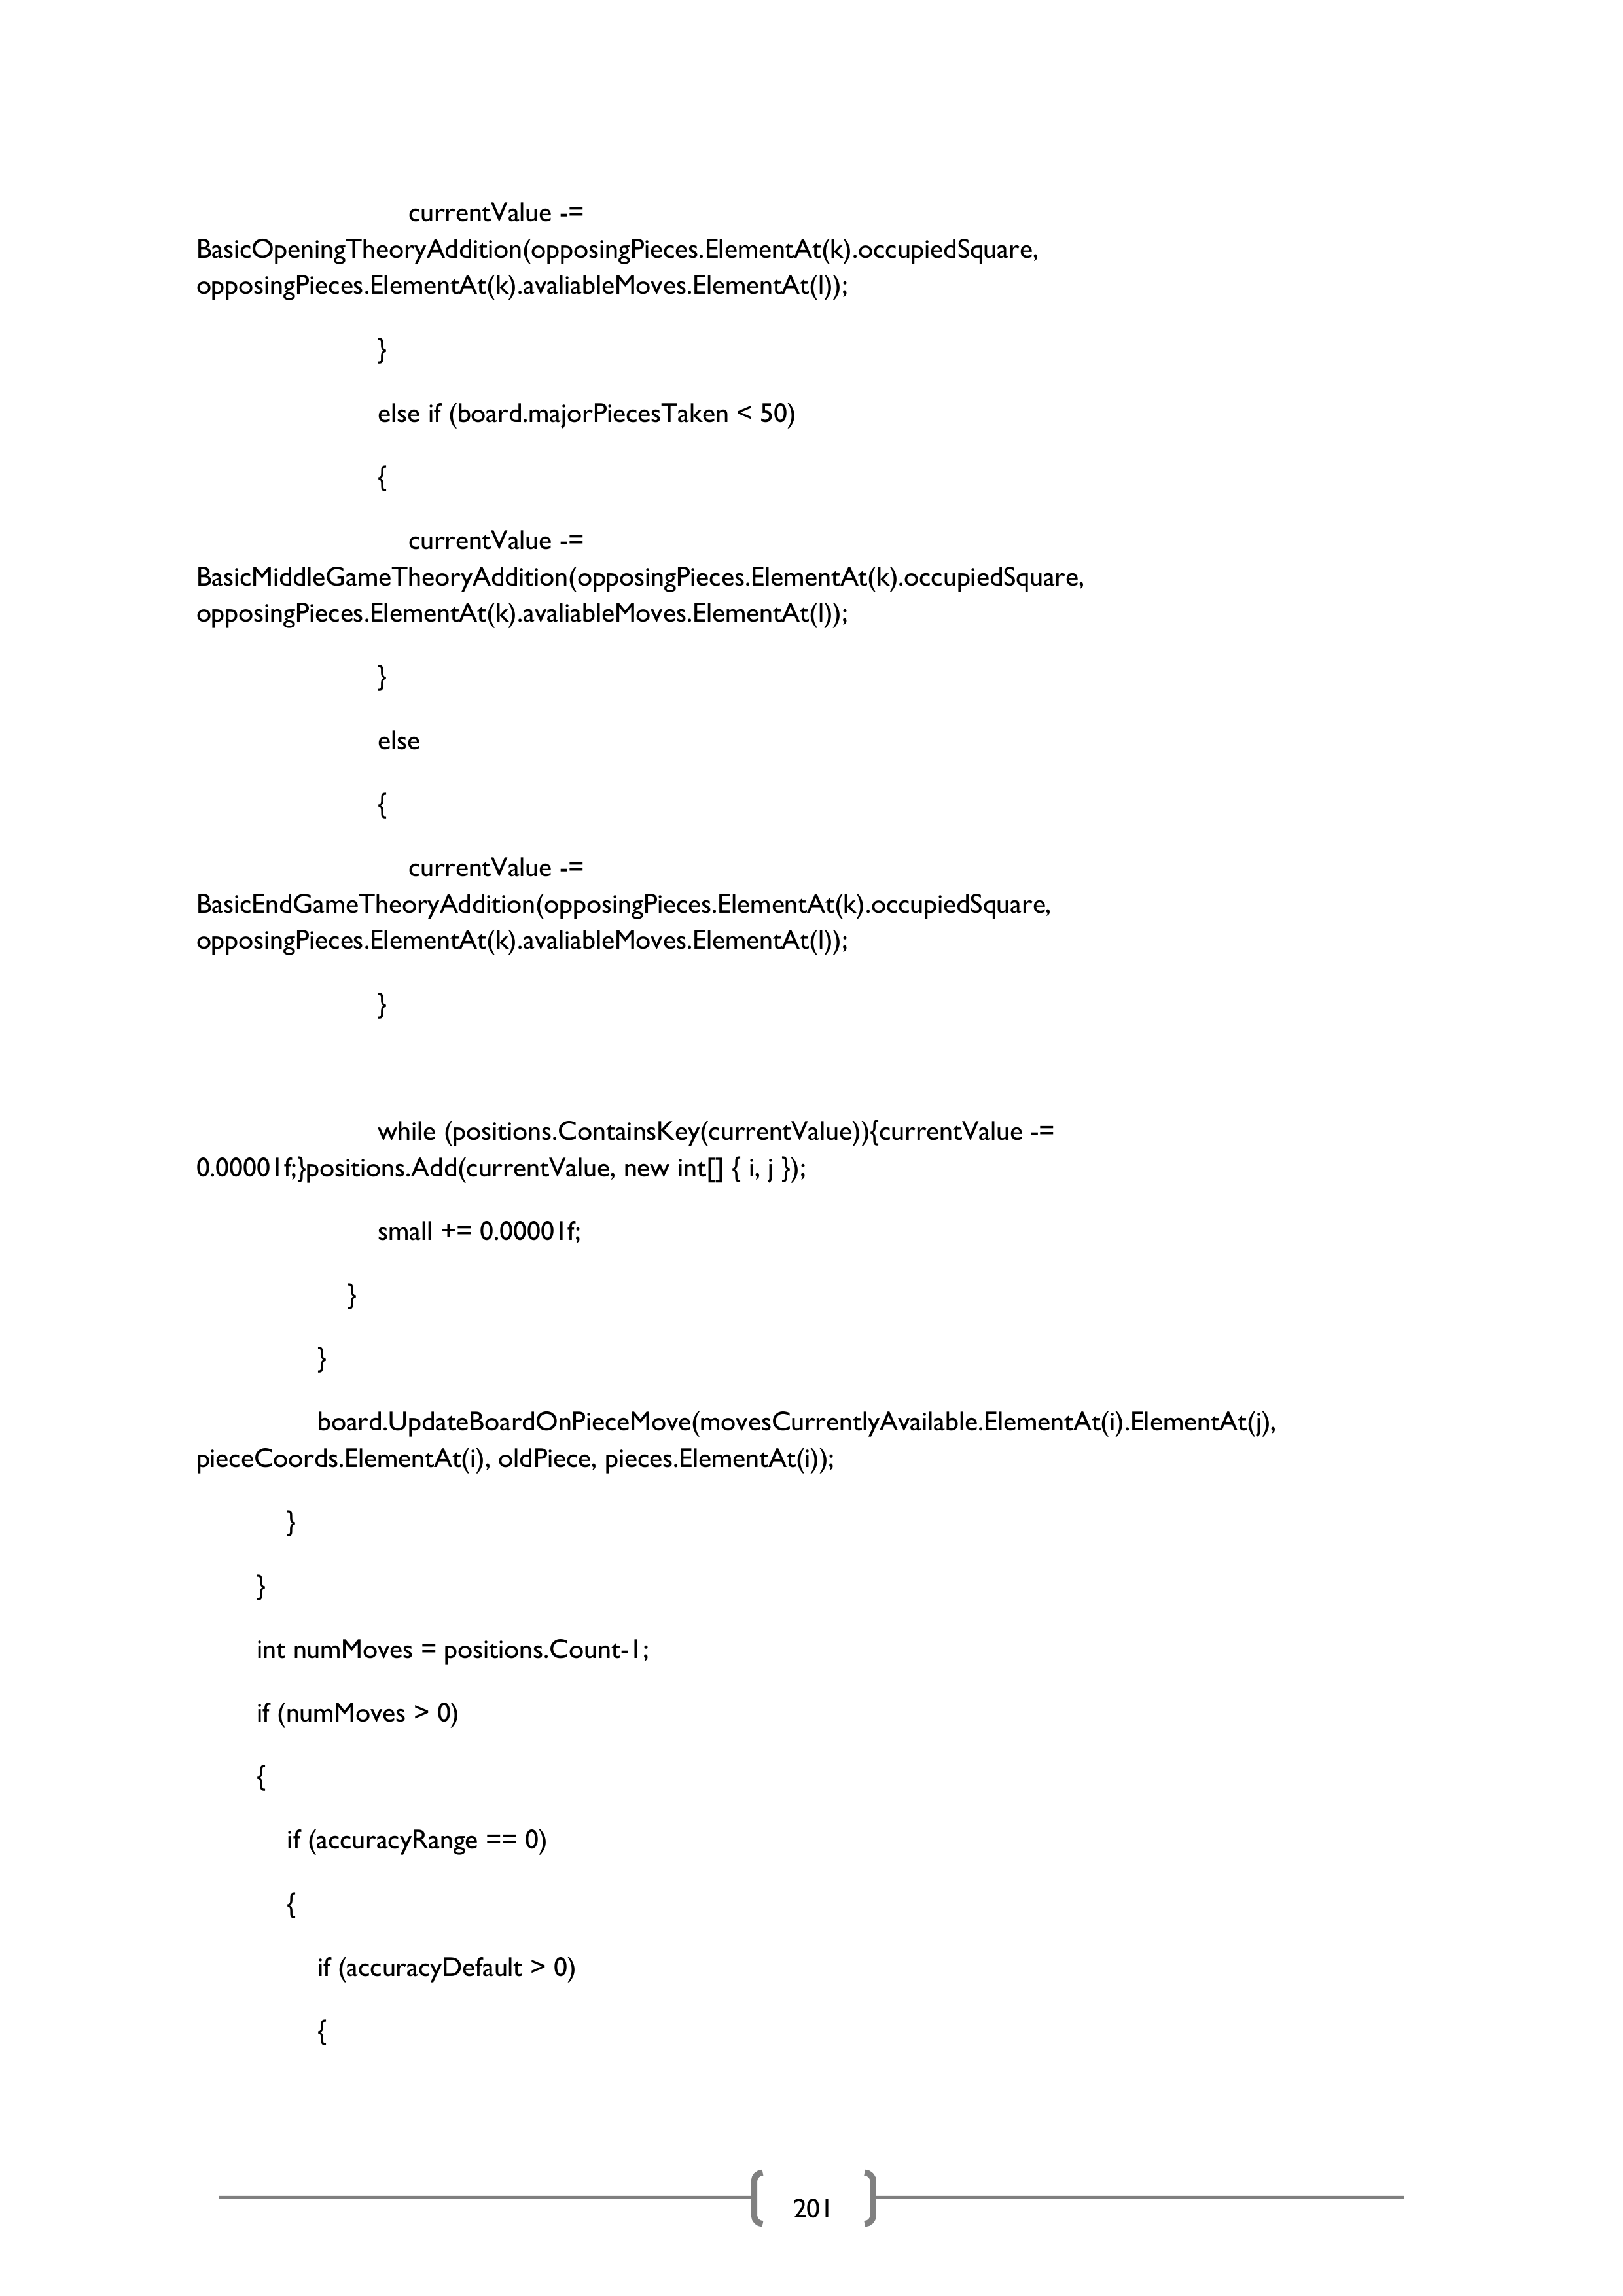 currentValue -=
BasicOpeningTheoryAddition(opposingPieces.ElementAt(k).occupiedSquare,
opposingPieces.ElementAt(k).avaliableMoves.ElementAt(l));
}
else if (board.majorPiecesTaken < 50)
{
currentValue -=
BasicMiddleGameTheoryAddition(opposingPieces.ElementAt(k).occupiedSquare,
opposingPieces.ElementAt(k).avaliableMoves.ElementAt(l));
}
else
{
currentValue -=
BasicEndGameTheoryAddition(opposingPieces.ElementAt(k).occupiedSquare,
opposingPieces.ElementAt(k).avaliableMoves.ElementAt(l));
}
while (positions.ContainsKey(currentValue)){currentValue -=
0.00001f;}positions.Add(currentValue, new int[] { i, j });
small += 0.00001f;
}
}
board.UpdateBoardOnPieceMove(movesCurrentlyAvailable.ElementAt(i).ElementAt(j),
pieceCoords.ElementAt(i), oldPiece, pieces.ElementAt(i));
}
}
int numMoves = positions.Count-1;
if (numMoves > 0)
{
if (accuracyRange == 0)
{
if (accuracyDefault > 0)
{
201